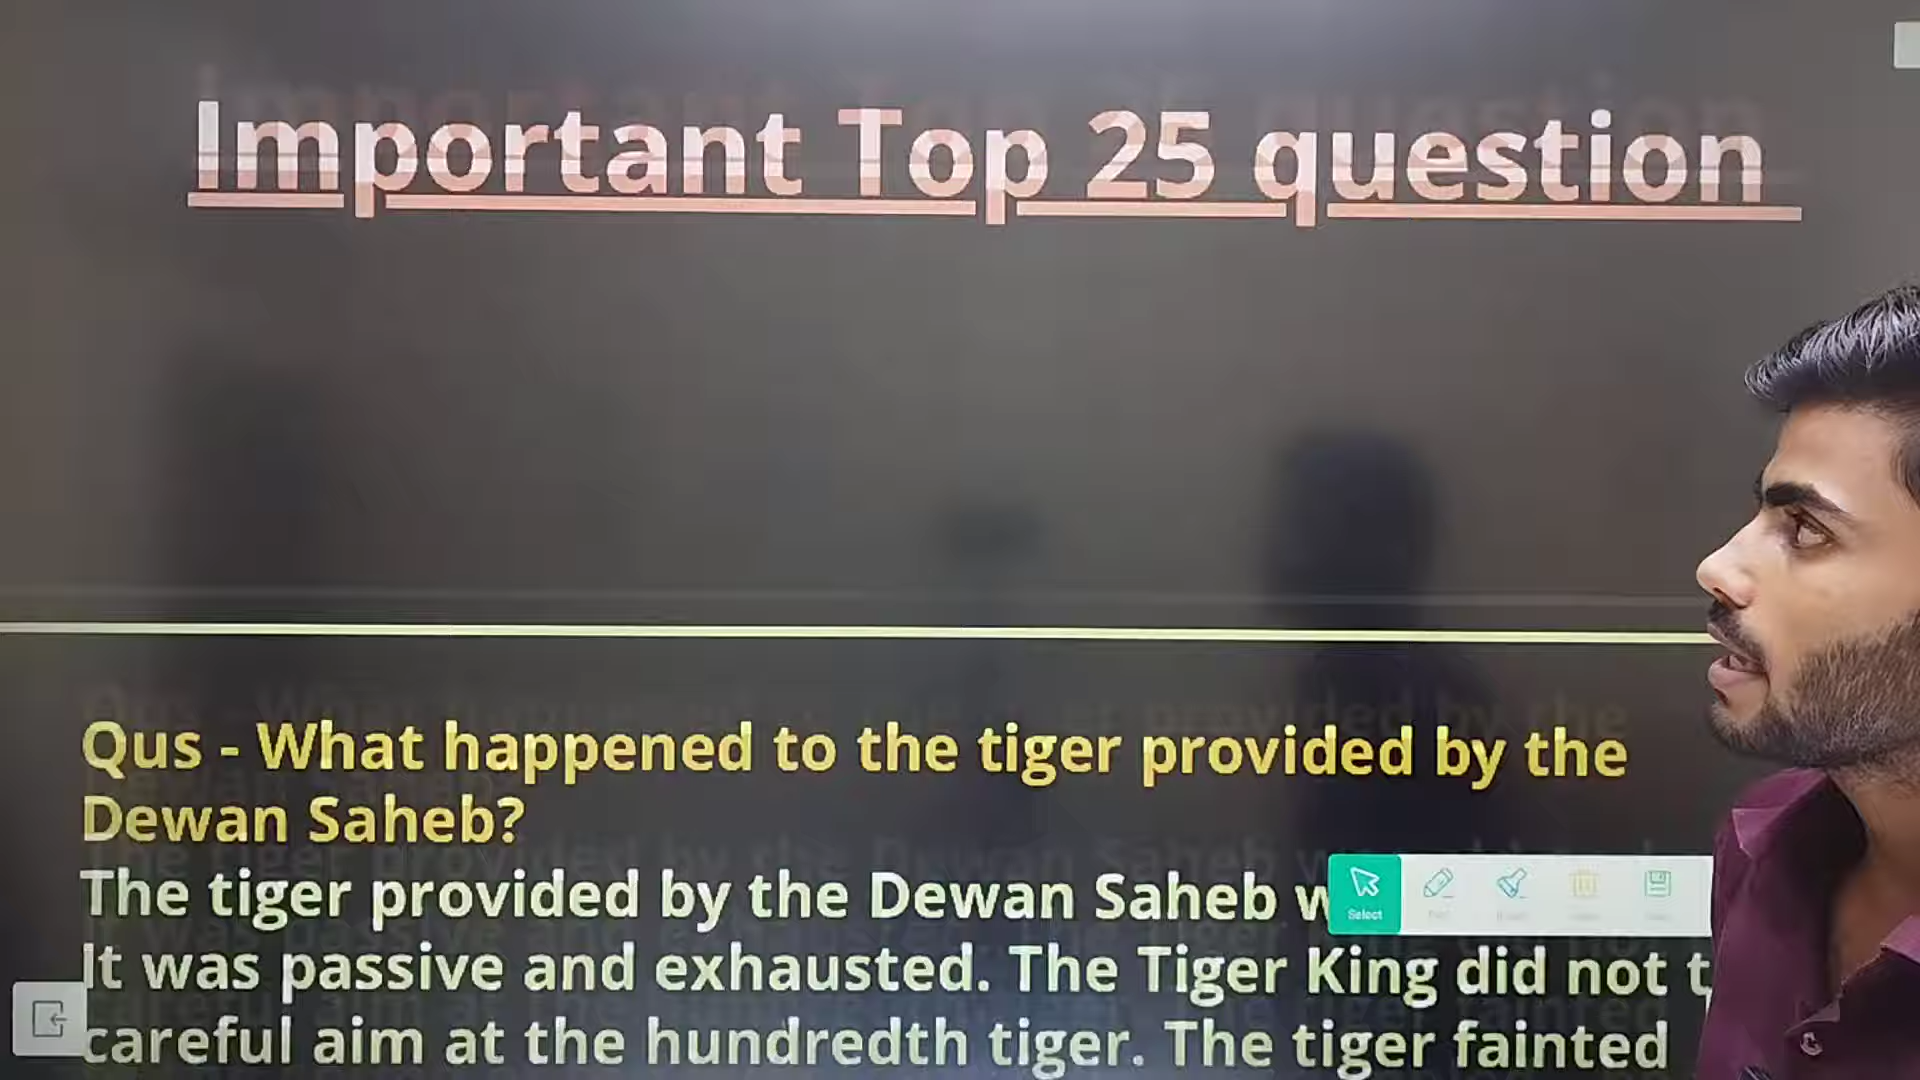 Important Top 25 question
Qus - What happened to the tiger provided by the
Dewan Saheb?
The tiger provided by the Dewan Saheb
Select
It was passive and exhausted. The Tiger King did not
careful aim at the hundredth tiger. The tiger fainted